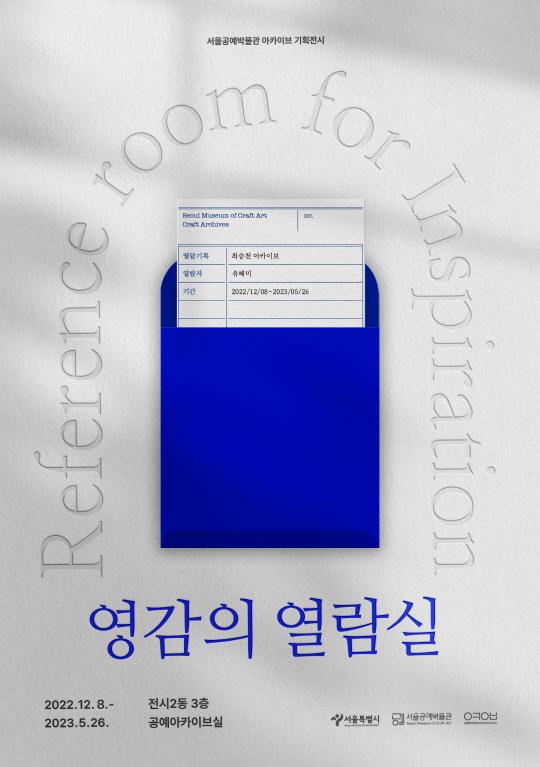 서울공예박물관 아카이브 기획전시
Reference room for Inspiration
Seoul Museum of Craft Art
Craft Archives
no.
열람기록 최승천 아카이브
열람자 유혜미
기간 2022/12/08~2023/05/26
영감의 열람실
2022.12. 8.-
2023.5.26.
전시2동 3층
공예아카이브실
서울특별시
서울공예박물관
Seoul Museum of Craft Art